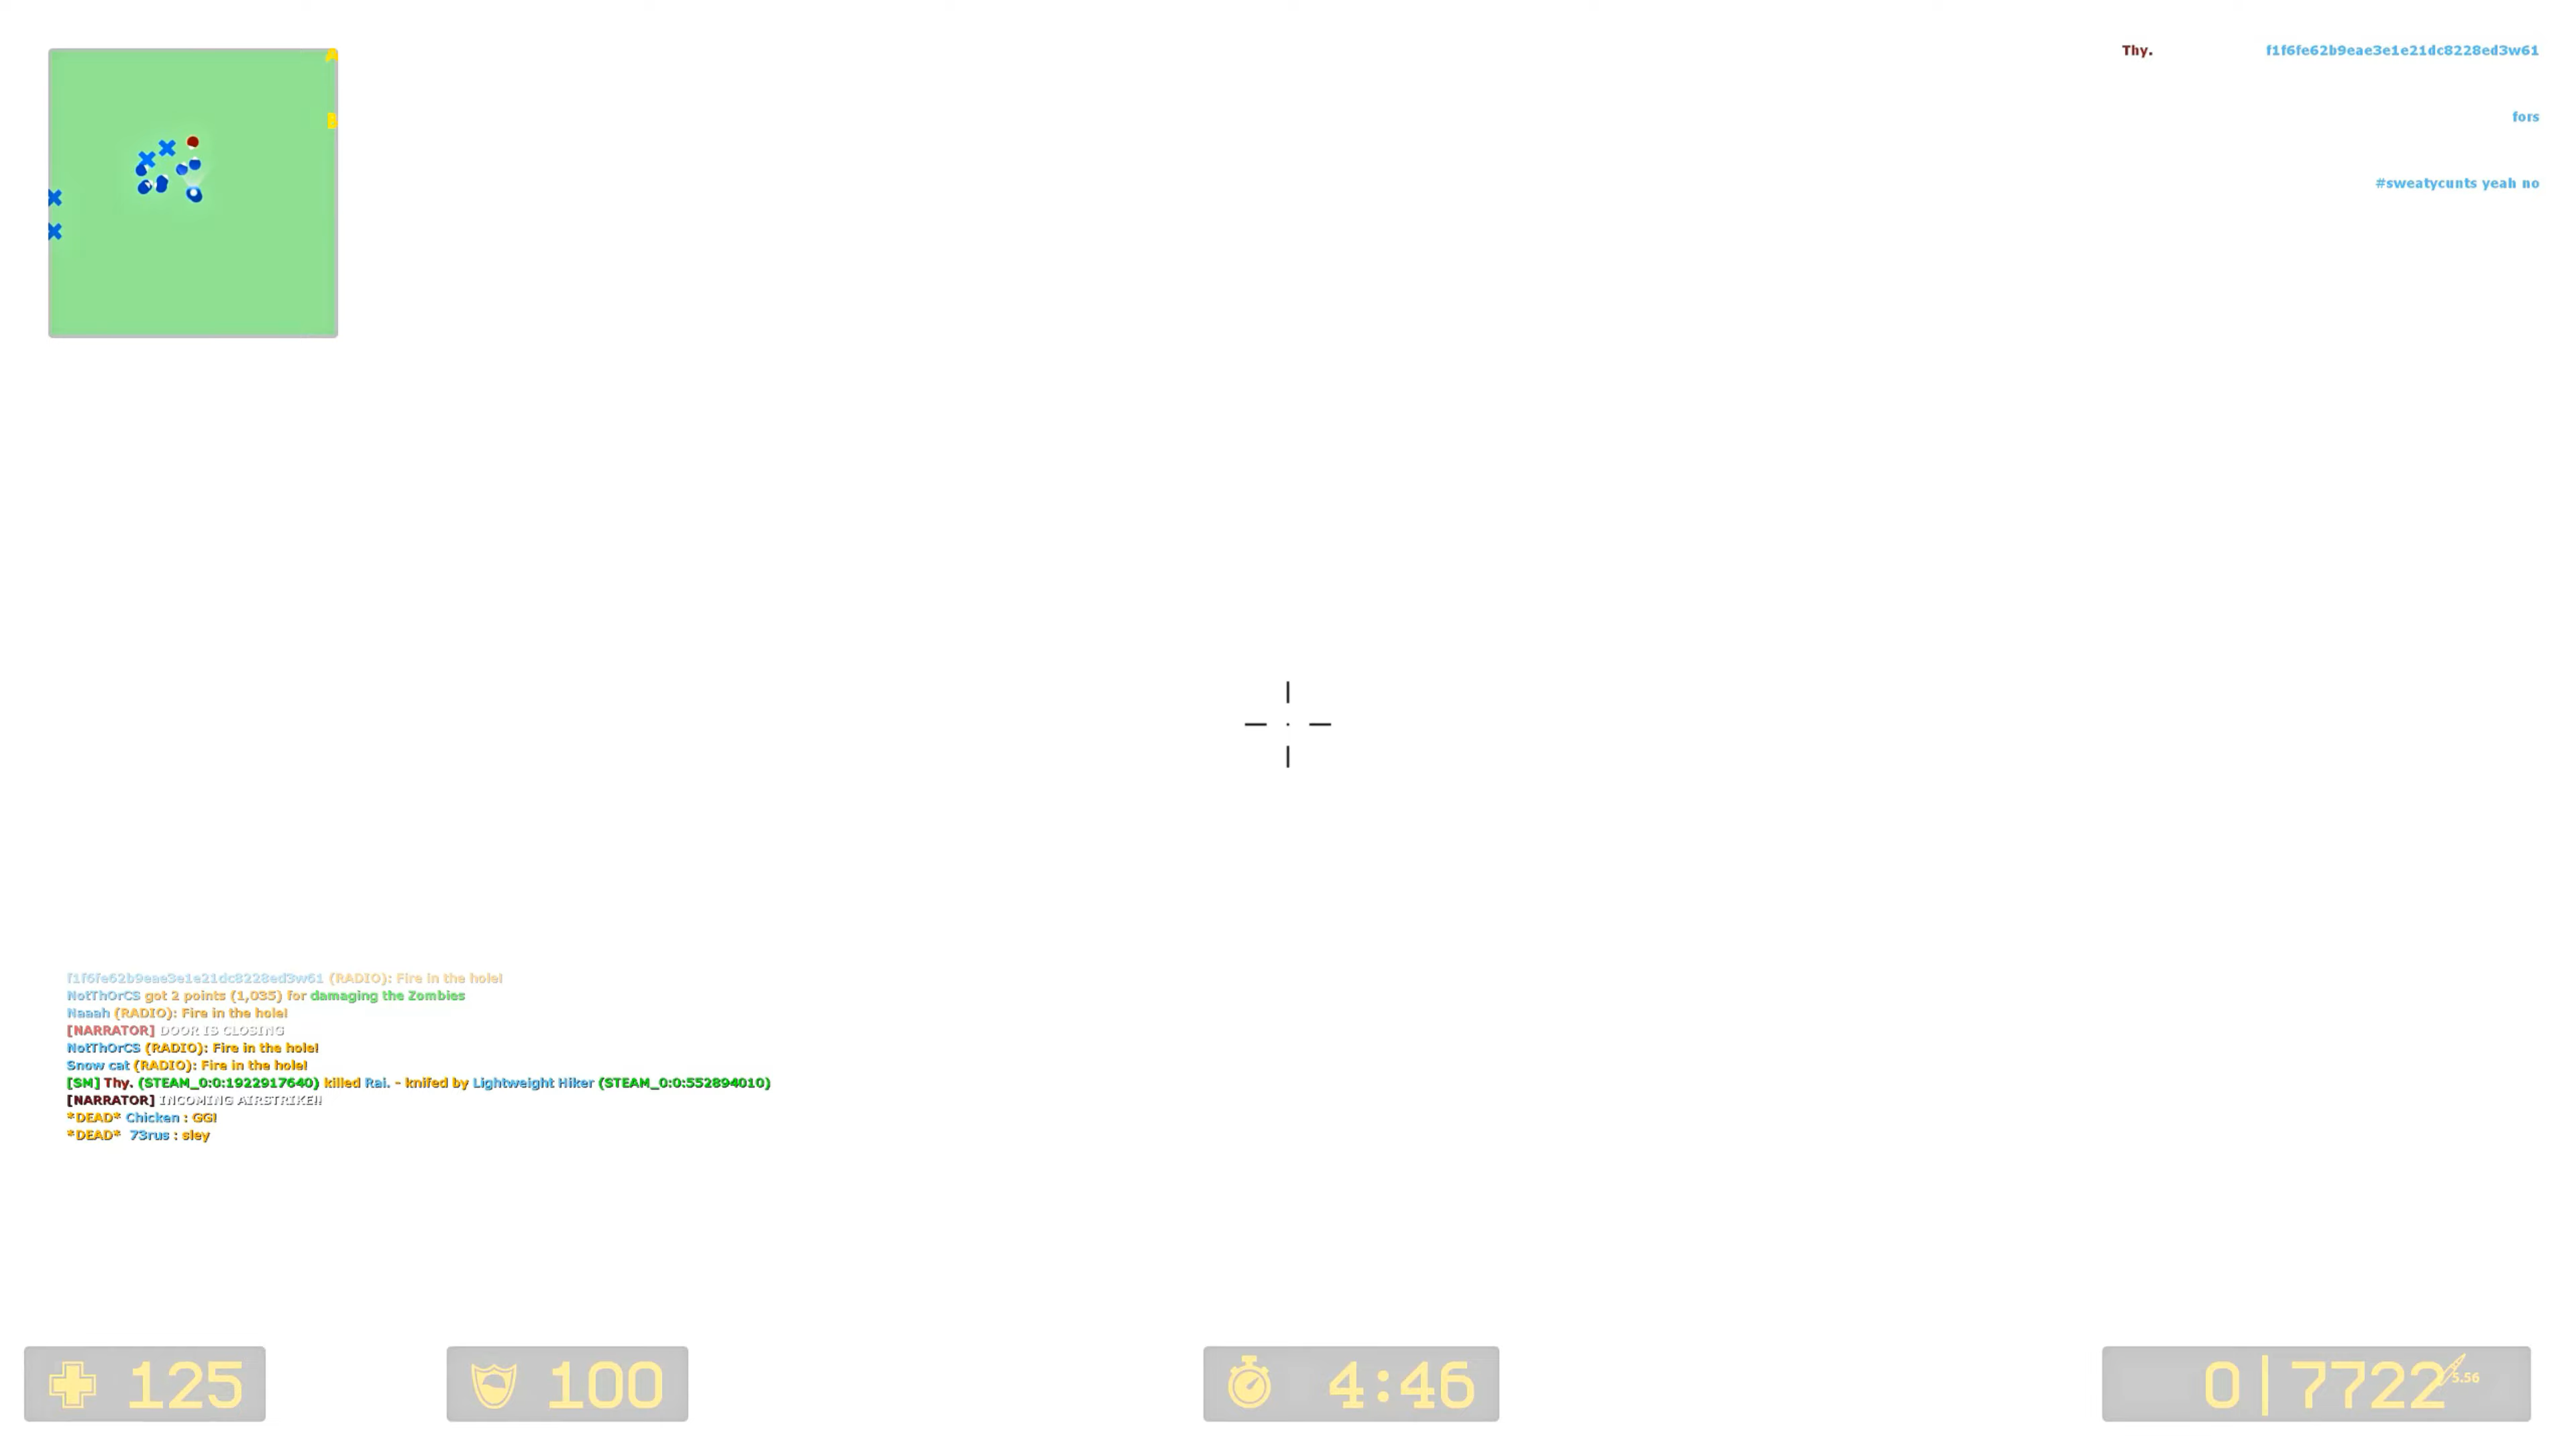 A
B
Thy. f1f6fe62b9eae3e1e21dc8228ed3w61
fors
#sweatycunts yeah no
f1f6fe62b9eae3e1e21dc8228ed3w61 (RADIO): Fire in the hole!
NotThOrCS got 2 points (1,035) for damaging the Zombies
Naaah (RADIO): Fire in the hole!
[NARRATOR] DOOR IS CLOSING
NotThOrCS (RADIO): Fire in the hole!
Snow cat (RADIO): Fire in the hole!
[SM] Thy. (STEAM_0:0:1922917640) killed Rai. - knifed by Lightweight Hiker (STEAM_0:0:552894010)
[NARRATOR] INCOMING AIRSTRIKE!!
*DEAD* Chicken : GG!
*DEAD* 73rus : sley
125 100 4:46 0|7722 5.56